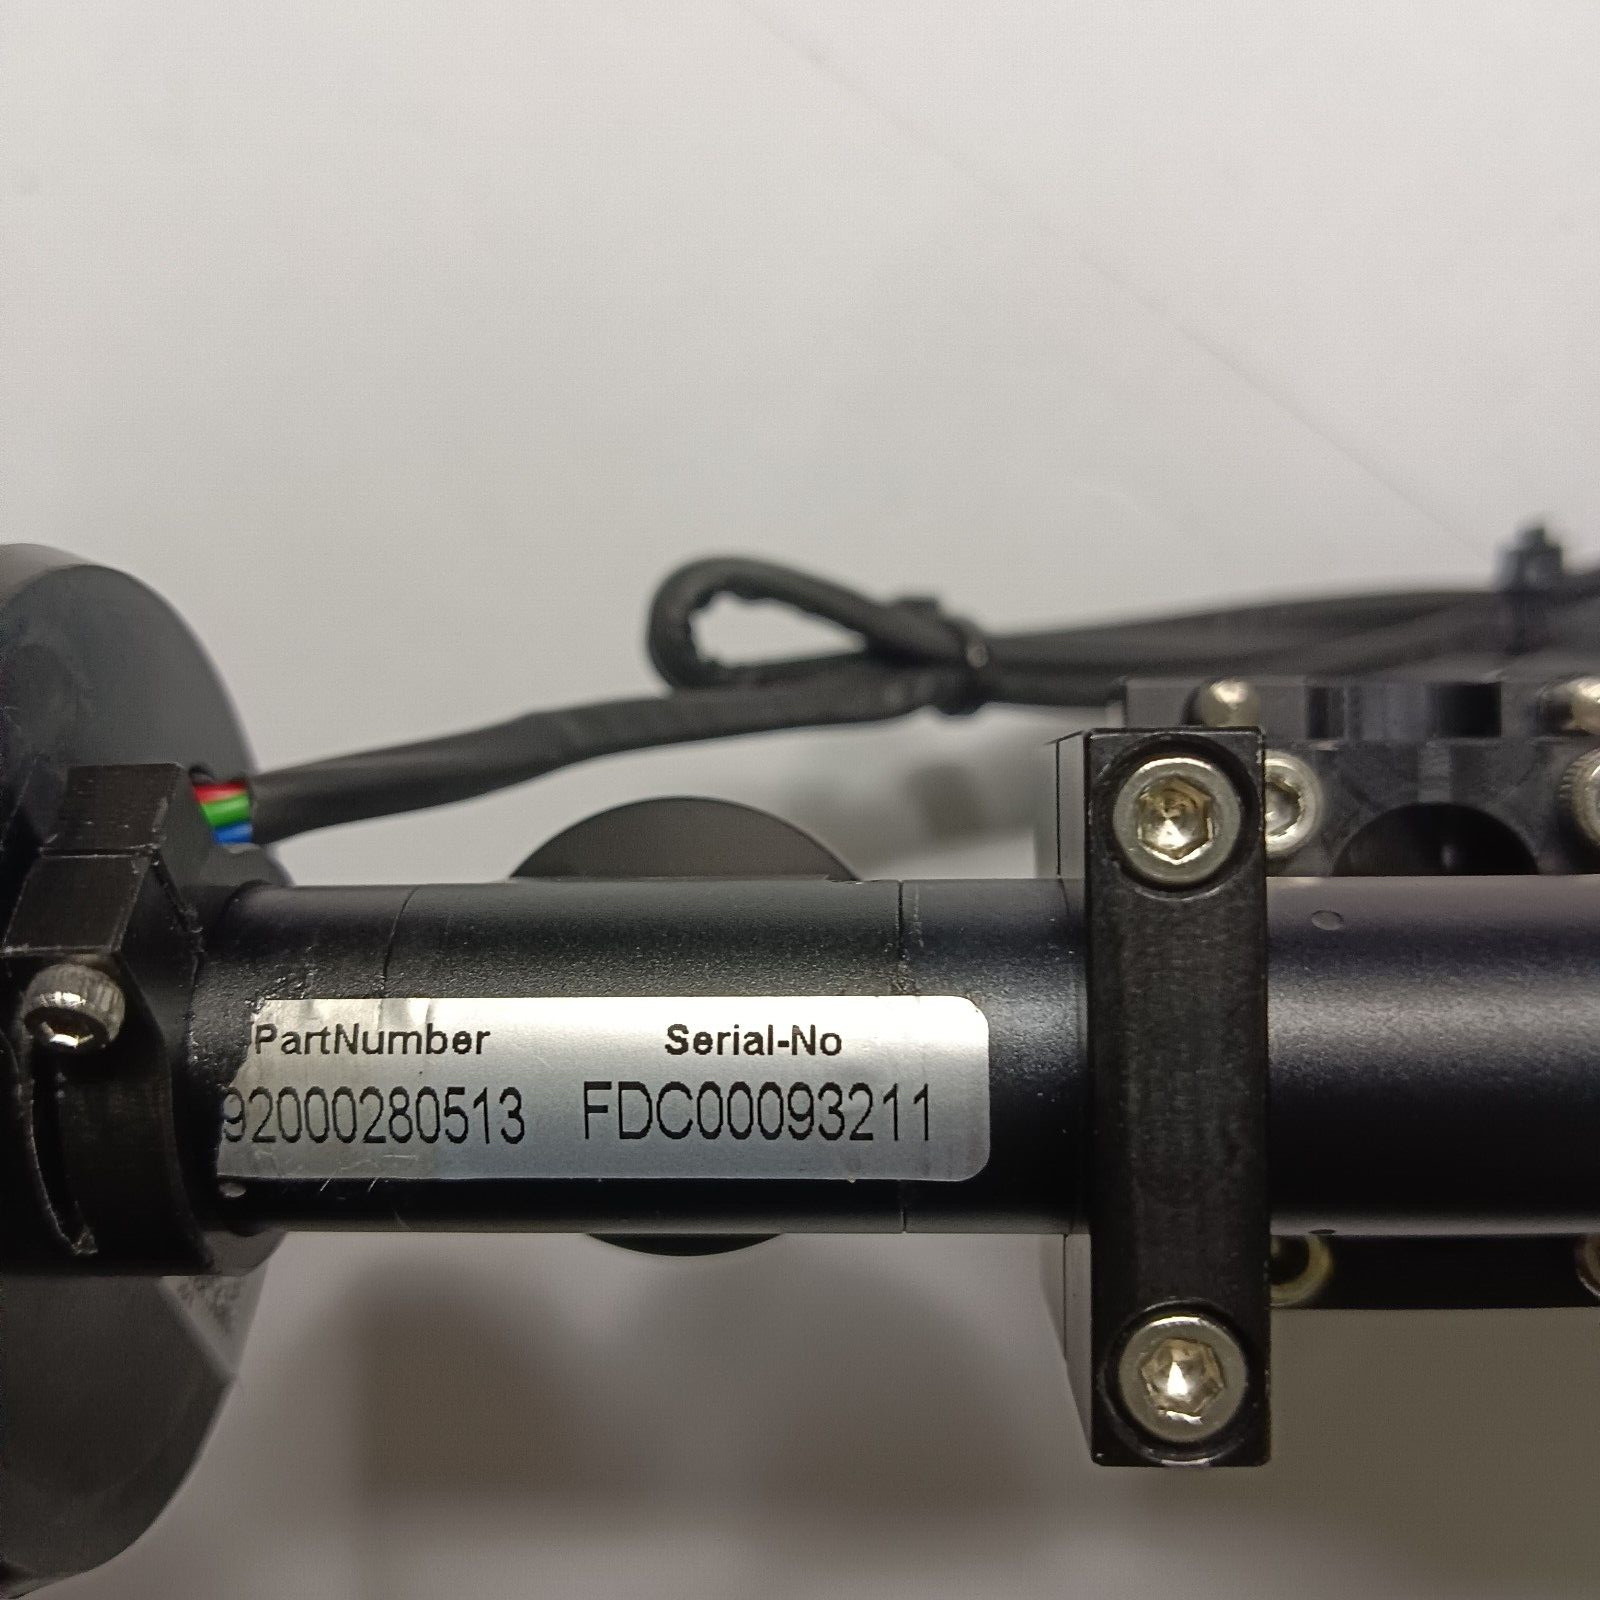 PartNumber Serial-No
92000280513 FDC00093211